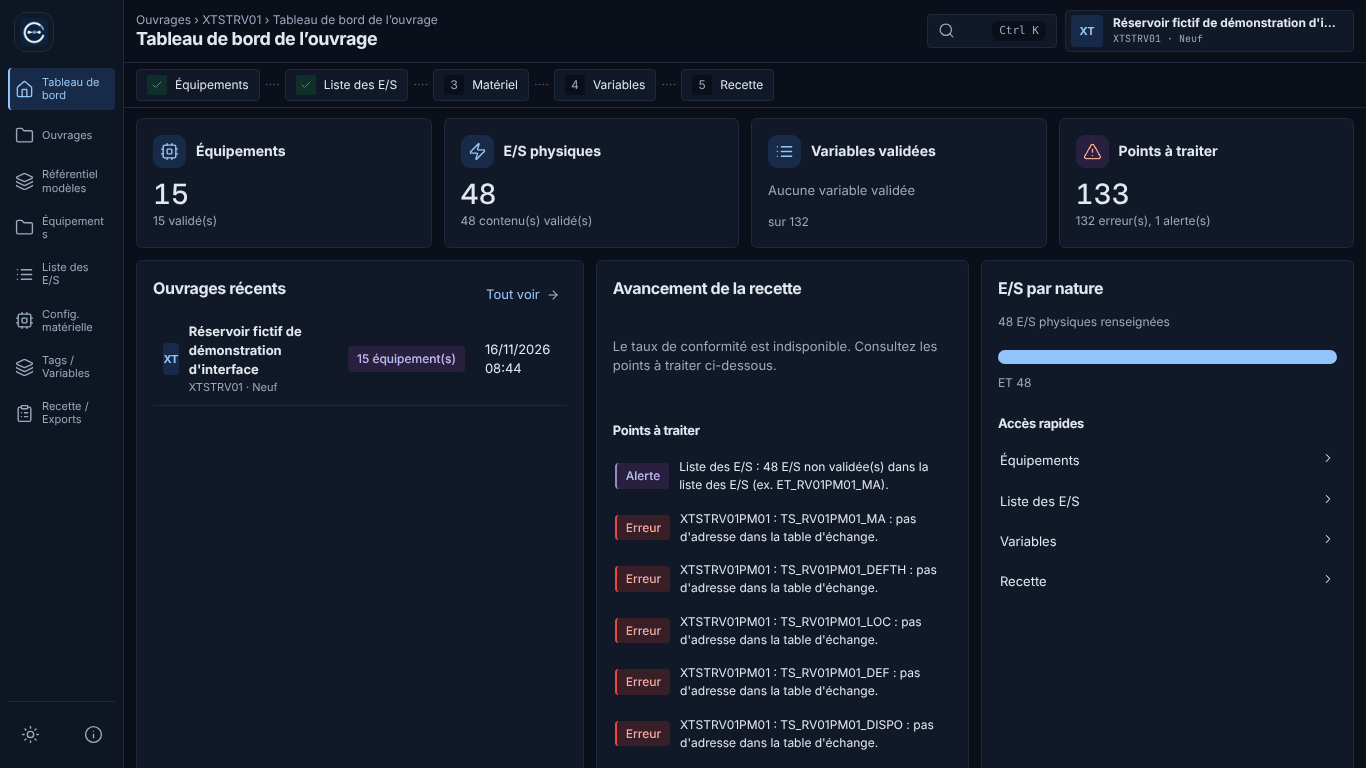 Ouvrages › XTSTRV01 › Tableau de bord de l’ouvrage
Tableau de bord de l’ouvrage
Ctrl K
XT
Réservoir fictif de démonstration d'i…
XTSTRV01 · Neuf
Tableau de
bord
Ouvrages
Référentiel
modèles
Équipement
s
Liste des
E/S
Config.
matérielle
Tags /
Variables
Recette /
Exports
Équipements
Liste des E/S
3 Matériel
4 Variables
5 Recette
Équipements
15
15 validé(s)
E/S physiques
48
48 contenu(s) validé(s)
Variables validées
Aucune variable validée
sur 132
Points à traiter
133
132 erreur(s), 1 alerte(s)
Ouvrages récents
Tout voir
XT
Réservoir fictif de
démonstration
d'interface
XTSTRV01 · Neuf
15 équipement(s)
16/11/2026
08:44
Avancement de la recette
Le taux de conformité est indisponible. Consultez les
points à traiter ci-dessous.
Points à traiter
Alerte
Liste des E/S : 48 E/S non validée(s) dans la
liste des E/S (ex. ET_RV01PM01_MA).
Erreur
XTSTRV01PM01 : TS_RV01PM01_MA : pas
d'adresse dans la table d'échange.
Erreur
XTSTRV01PM01 : TS_RV01PM01_DEFTH : pas
d'adresse dans la table d'échange.
Erreur
XTSTRV01PM01 : TS_RV01PM01_LOC : pas
d'adresse dans la table d'échange.
Erreur
XTSTRV01PM01 : TS_RV01PM01_DEF : pas
d'adresse dans la table d'échange.
Erreur
XTSTRV01PM01 : TS_RV01PM01_DISPO : pas
d'adresse dans la table d'échange.
E/S par nature
48 E/S physiques renseignées
ET 48
Accès rapides
Équipements
Liste des E/S
Variables
Recette